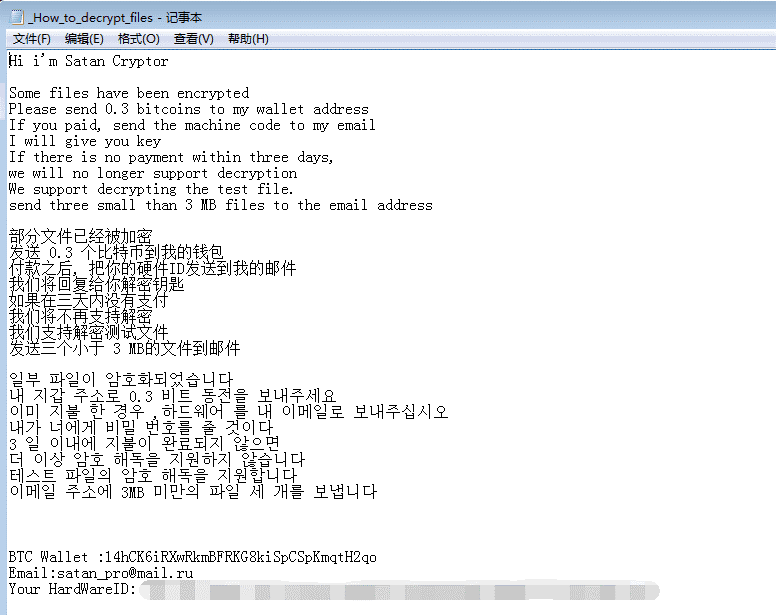 _How_to_decrypt_files - 记事本
文件(F) 编辑(E) 格式(O) 查看(V) 帮助(H)
Hi i'm Satan Cryptor
Some files have been encrypted
Please send 0.3 bitcoins to my wallet address
If you paid, send the machine code to my email
I will give you key
If there is no payment within three days,
we will no longer support decryption
We support decrypting the test file.
send three small than 3 MB files to the email address
部分文件已经被加密
发送 0.3 个比特币到我的钱包
付款之后, 把你的硬件ID发送到我的邮件
我们将回复给你解密钥匙
如果在三天内没有支付
我们将不再支持解密
我们支持解密测试文件
发送三个小于 3 MB的文件到邮件
일부 파일이 암호화되었습니다
내 지갑 주소로 0.3 비트 동전을 보내주세요
이미 지불 한 경우 ,하드웨어 를 내 이메일로 보내주십시오
내가 너에게 비밀 번호를 줄 것이다
3 일 이내에 지불이 완료되지 않으면
더 이상 암호 해독을 지원하지 않습니다
테스트 파일의 암호 해독을 지원합니다
이메일 주소에 3MB 미만의 파일 세 개를 보냅니다
BTC Wallet :14hCK6iRXwRkmBFRKG8kiSpCSpKmqtH2qo
Email:satan_pro@mail.ru
Your HardWareID: